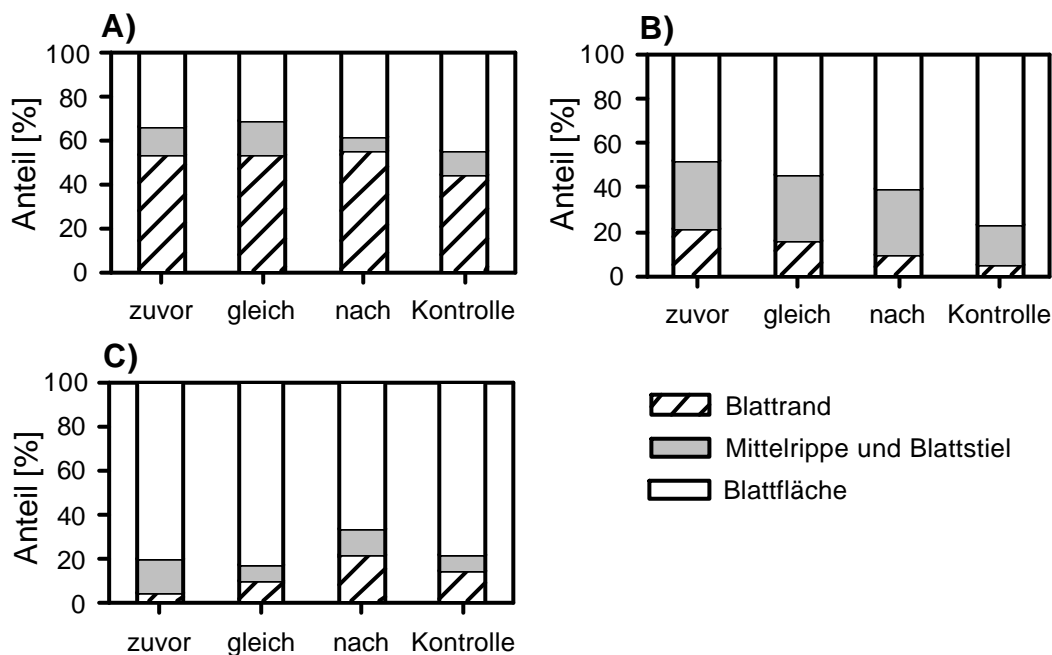 A)
Anteil [%]
100
80
60
40
20
0
zuvor gleich nach Kontrolle
B)
Anteil [%]
100
80
60
40
20
0
zuvor gleich nach Kontrolle
C)
Anteil [%]
100
80
60
40
20
0
zuvor gleich nach Kontrolle
Blattrand
Mittelrippe und Blattstiel
Blattfläche